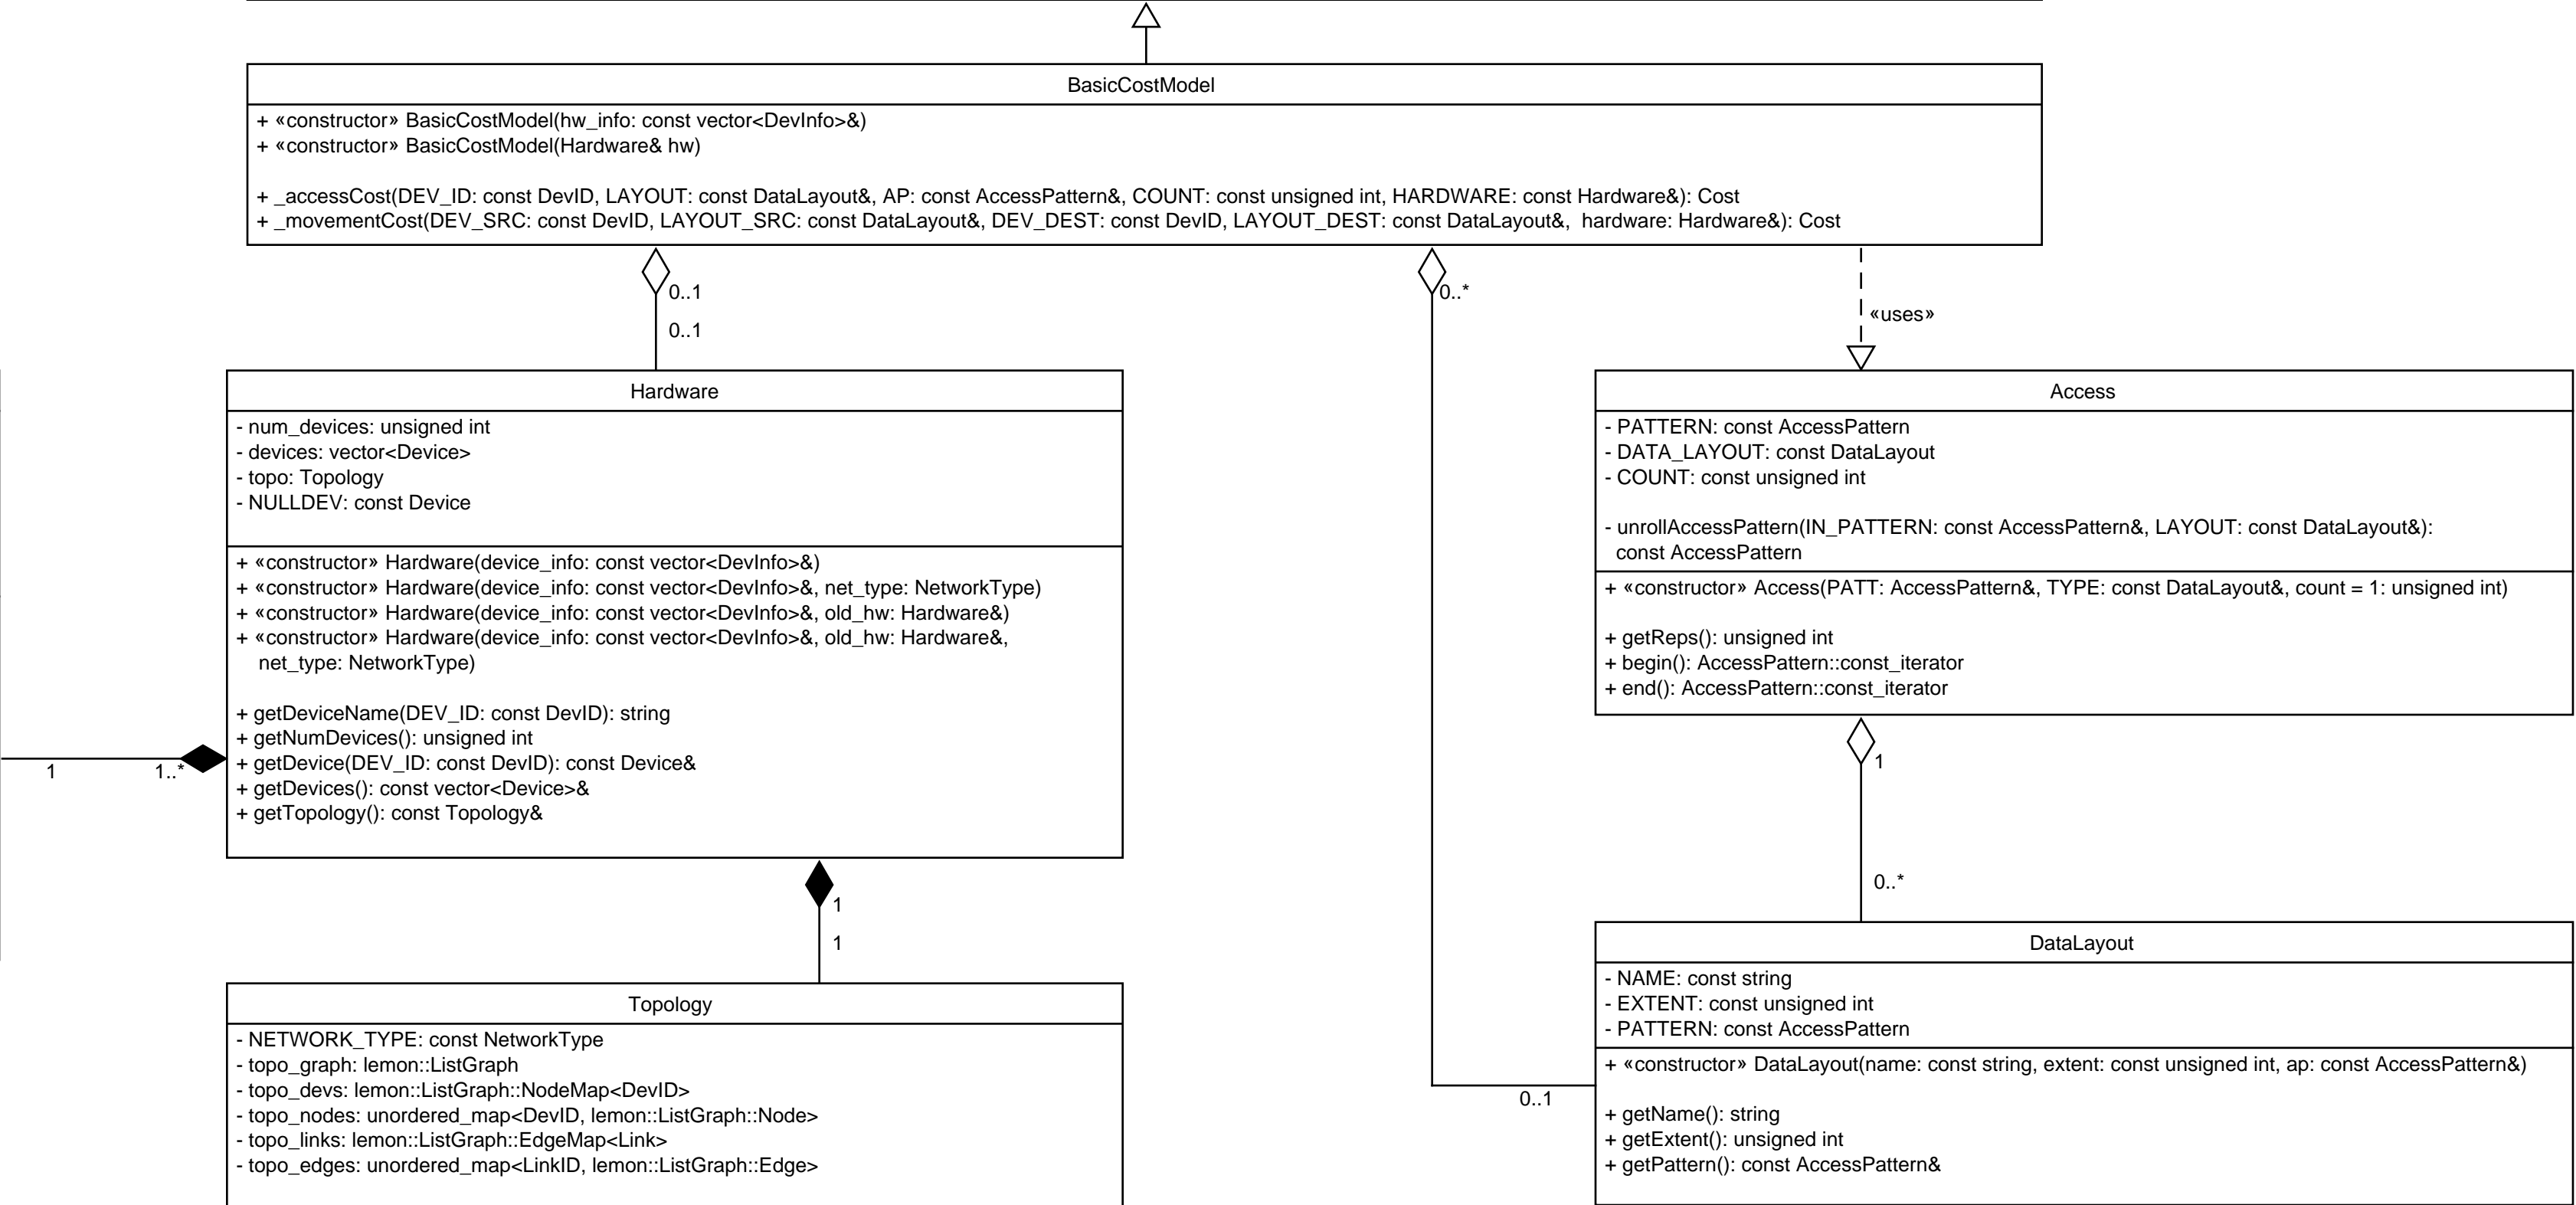 BasicCostModel
+ «constructor» BasicCostModel(hw_info: const vector<DevInfo>&)
+ «constructor» BasicCostModel(Hardware& hw)
+ _accessCost(DEV_ID: const DevID, LAYOUT: const DataLayout&, AP: const AccessPattern&, COUNT: const unsigned int, HARDWARE: const Hardware&): Cost
+ _movementCost(DEV_SRC: const DevID, LAYOUT_SRC: const DataLayout&, DEV_DEST: const DevID, LAYOUT_DEST: const DataLayout&, hardware: Hardware&): Cost
0..1
0..1
0..*
«uses»
Hardware
- num_devices: unsigned int
- devices: vector<Device>
- topo: Topology
- NULLDEV: const Device
+ «constructor» Hardware(device_info: const vector<DevInfo>&)
+ «constructor» Hardware(device_info: const vector<DevInfo>&, net_type: NetworkType)
+ «constructor» Hardware(device_info: const vector<DevInfo>&, old_hw: Hardware&)
+ «constructor» Hardware(device_info: const vector<DevInfo>&, old_hw: Hardware&,
net_type: NetworkType)
+ getDeviceName(DEV_ID: const DevID): string
+ getNumDevices(): unsigned int
+ getDevice(DEV_ID: const DevID): const Device&
+ getDevices(): const vector<Device>&
+ getTopology(): const Topology&
1
1..*
1
1
Topology
- NETWORK_TYPE: const NetworkType
- topo_graph: lemon::ListGraph
- topo_devs: lemon::ListGraph::NodeMap<DevID>
- topo_nodes: unordered_map<DevID, lemon::ListGraph::Node>
- topo_links: lemon::ListGraph::EdgeMap<Link>
- topo_edges: unordered_map<LinkID, lemon::ListGraph::Edge>
Access
- PATTERN: const AccessPattern
- DATA_LAYOUT: const DataLayout
- COUNT: const unsigned int
- unrollAccessPattern(IN_PATTERN: const AccessPattern&, LAYOUT: const DataLayout&):
const AccessPattern
+ «constructor» Access(PATT: AccessPattern&, TYPE: const DataLayout&, count = 1: unsigned int)
+ getReps(): unsigned int
+ begin(): AccessPattern::const_iterator
+ end(): AccessPattern::const_iterator
1
0..*
0..1
DataLayout
- NAME: const string
- EXTENT: const unsigned int
- PATTERN: const AccessPattern
+ «constructor» DataLayout(name: const string, extent: const unsigned int, ap: const AccessPattern&)
+ getName(): string
+ getExtent(): unsigned int
+ getPattern(): const AccessPattern&